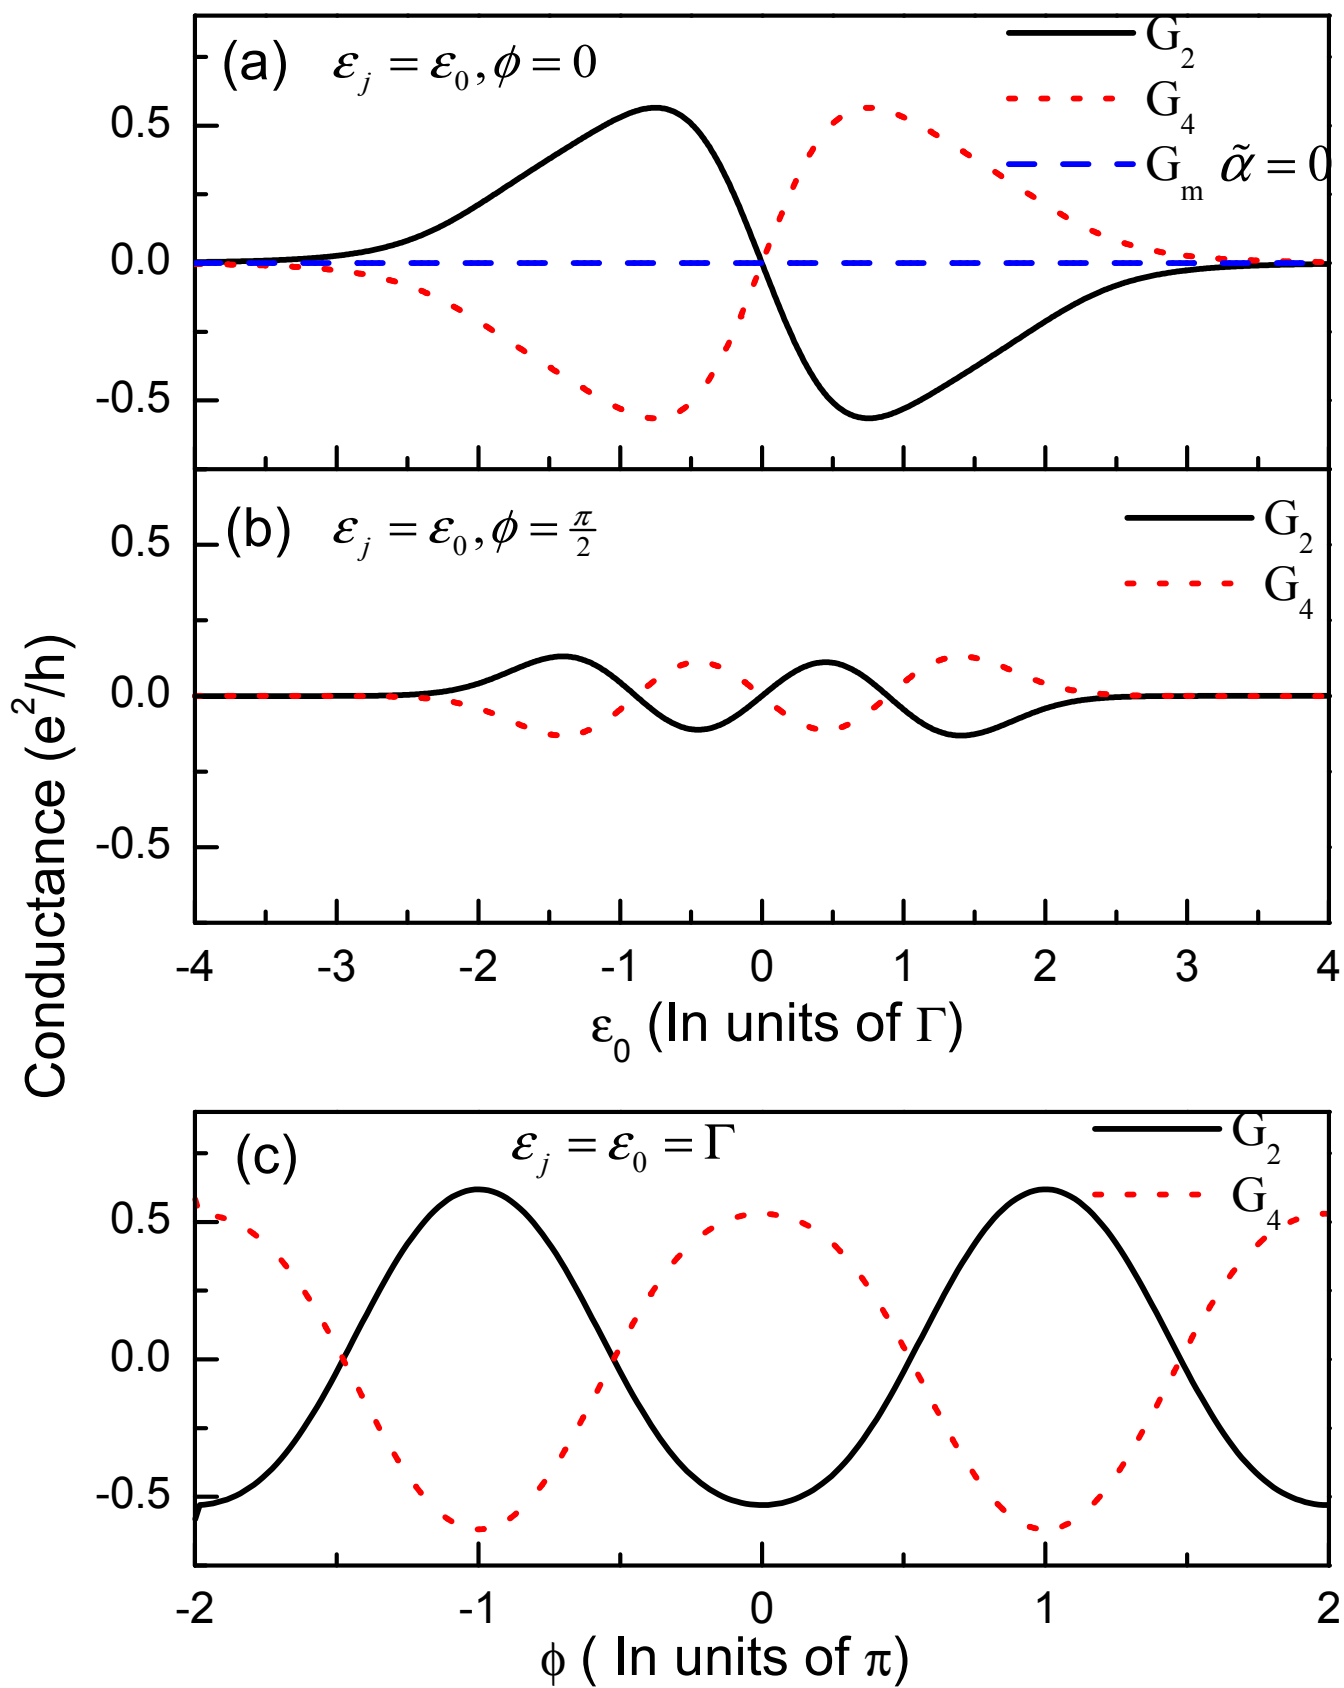 (a) ε_j = ε_0, ϕ = 0
G_2
G_4
G_m α̃ = 0
0.5
0.0
-0.5
(b) ε_j = ε_0, ϕ = π/2
G_2
G_4
0.5
0.0
-0.5
-4 -3 -2 -1 0 1 2 3 4
ε_0 (In units of Γ)
Conductance (e^2/h)
(c) ε_j = ε_0 = Γ
G_2
G_4
0.5
0.0
-0.5
-2 -1 0 1 2
ϕ ( In units of π)